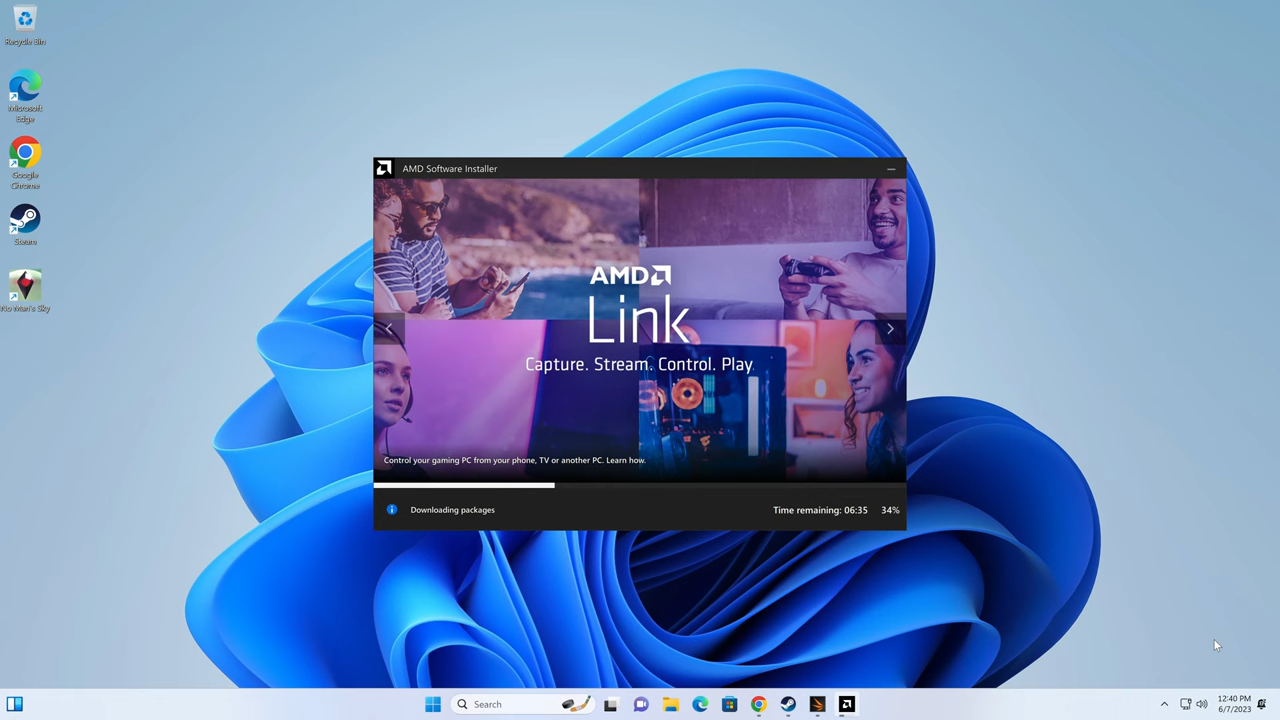 Recycle Bin
Microsoft
Edge
Google
Chrome
Steam
No Man's Sky
AMD Software Installer
AMD
Link
Capture. Stream. Control. Play.
Control your gaming PC from your phone, TV or another PC. Learn how.
Downloading packages
Time remaining: 06:35
34%
Search
12:40 PM
6/7/2023